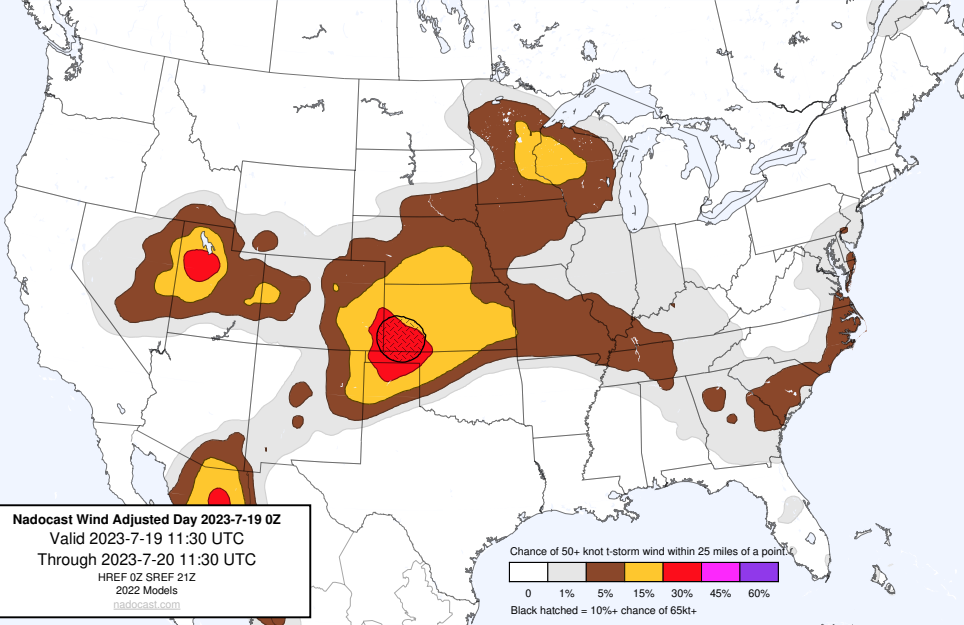 Nadocast Wind Adjusted Day 2023-7-19 0Z
Valid 2023-7-19 11:30 UTC
Through 2023-7-20 11:30 UTC
HREF 0Z SREF 21Z
2022 Models
nadocast.com
Chance of 50+ knot t-storm wind within 25 miles of a point.
0 1% 5% 15% 30% 45% 60%
Black hatched = 10%+ chance of 65kt+